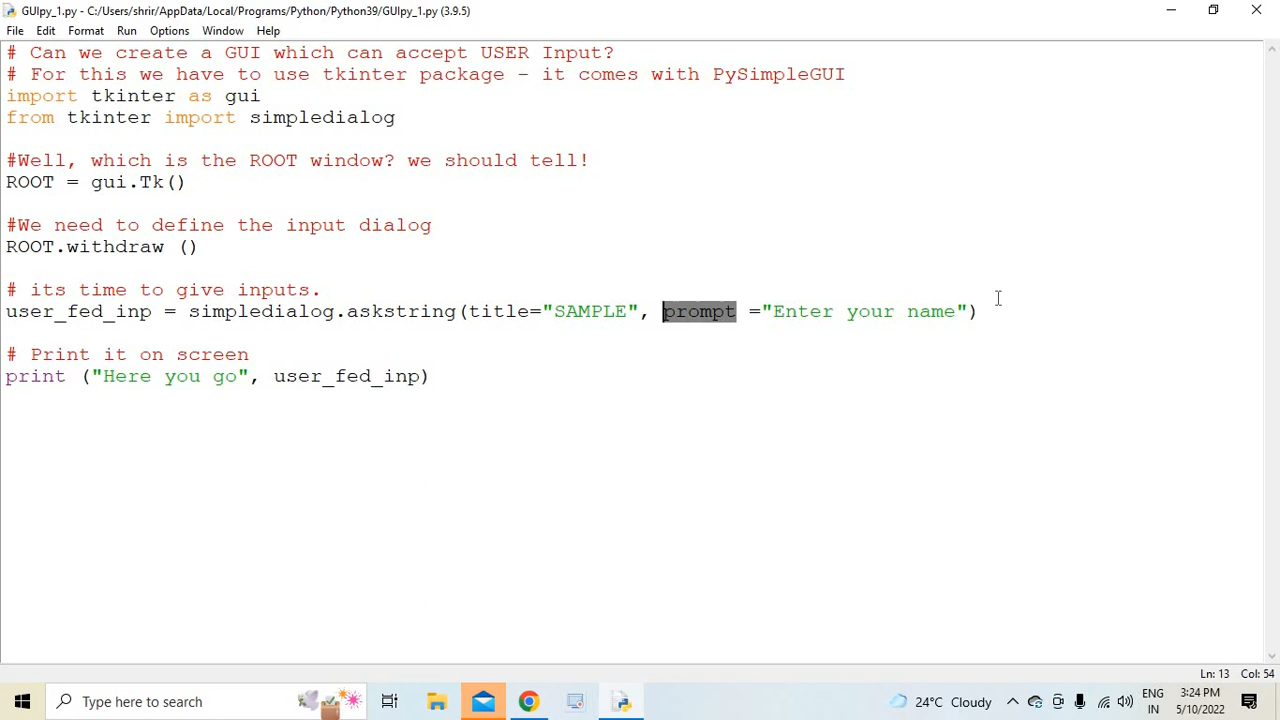 GUIpy_1.py - C:/Users/shrir/AppData/Local/Programs/Python/Python39/GUIpy_1.py (3.9.5)
File Edit Format Run Options Window Help
# Can we create a GUI which can accept USER Input?
# For this we have to use tkinter package - it comes with PySimpleGUI
import tkinter as gui
from tkinter import simpledialog
#Well, which is the ROOT window? we should tell!
ROOT = gui.Tk()
#We need to define the input dialog
ROOT.withdraw ()
# its time to give inputs.
user_fed_inp = simpledialog.askstring(title="SAMPLE", prompt ="Enter your name")
# Print it on screen
print ("Here you go", user_fed_inp)
Ln: 13 Col: 54
Type here to search
24°C Cloudy
ENG
IN
3:24 PM
5/10/2022